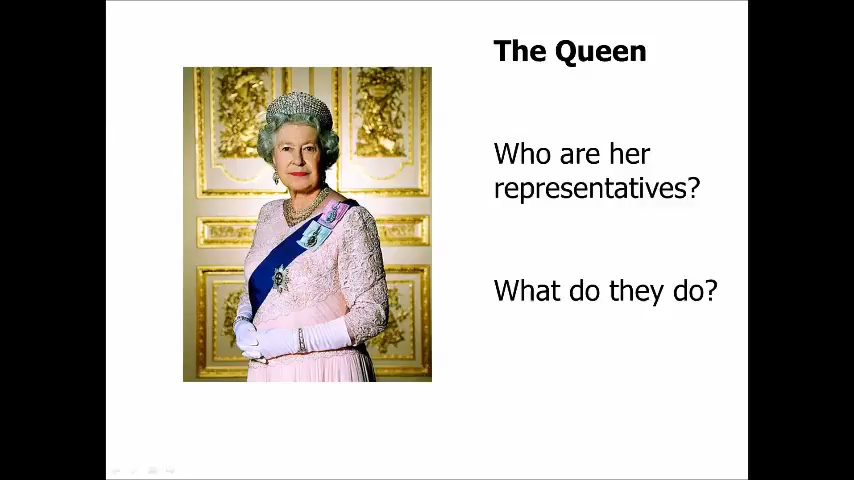 The Queen
Who are her
representatives?
What do they do?